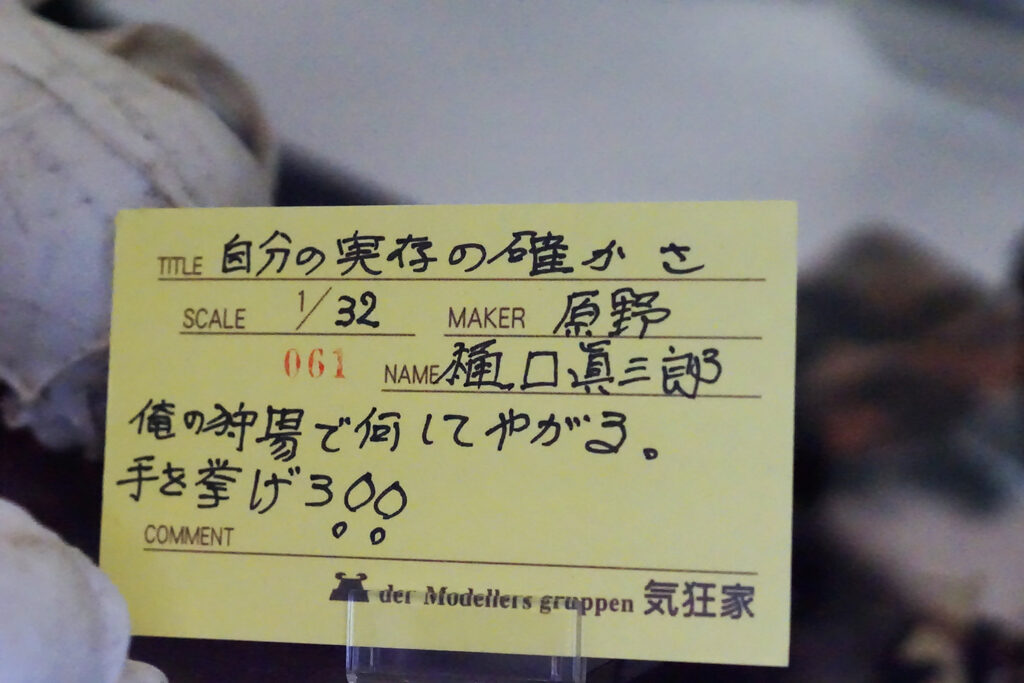 TITLE 自分の実存の確かさ
SCALE 1/32 MAKER 原野
061 NAME 樋口眞三郎
俺の狩場で何してやがる。
手を挙げろ!!
COMMENT
der Modellers gruppen 気狂家